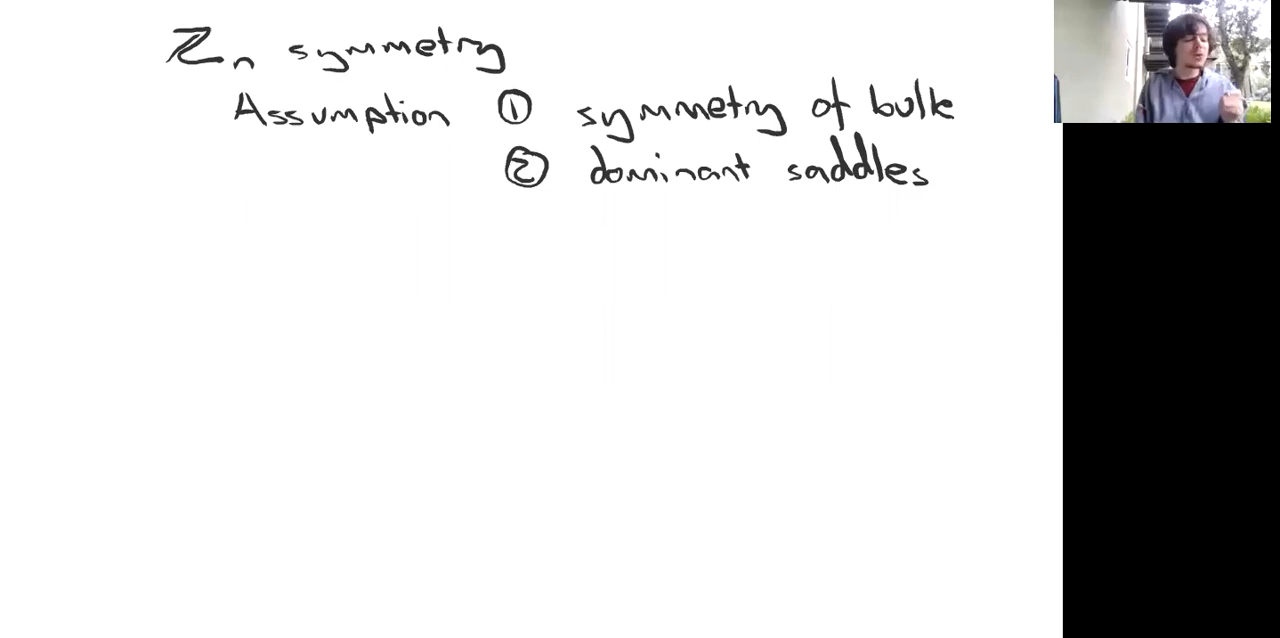 ℤn symmetry
Assumption ① symmetry of bulk
② dominant saddles